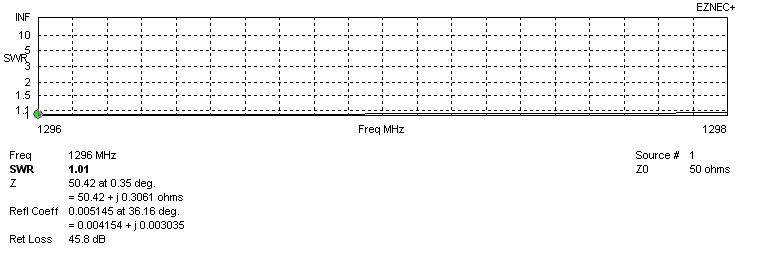 EZNEC+
INF
10
5
SWR
3
2
1.5
1.1
1
1296 Freq MHz 1298
Freq 1296 MHz Source # 1
SWR 1.01 Z0 50 ohms
Z 50.42 at 0.35 deg.
= 50.42 + j 0.3061 ohms
Refl Coeff 0.005145 at 36.16 deg.
= 0.004154 + j 0.003035
Ret Loss 45.8 dB